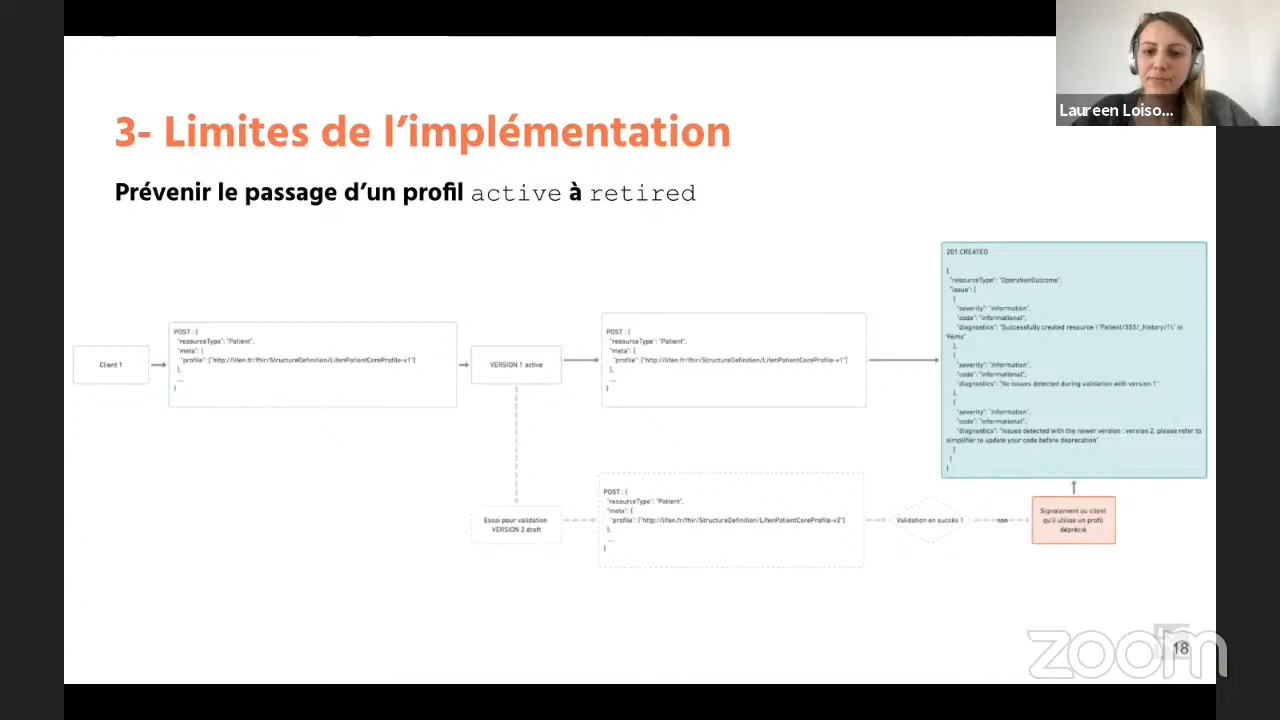 Laureen Loiso...
3- Limites de l'implémentation
Prévenir le passage d'un profil active à retired
Client 1
POST : {
"resourceType": "Patient",
"meta": {
"profile": ["http://lifen.fr/fhir/StructureDefinition/LifenPatientCoreProfile-v1"]
},
....
}
VERSION 1 active
POST : {
"resourceType": "Patient",
"meta": {
"profile": ["http://lifen.fr/fhir/StructureDefinition/LifenPatientCoreProfile-v1"]
},
....
}
201 CREATED
{
"resourceType": "OperationOutcome",
"issue": [
{
"severity": "information",
"code": "informational",
"diagnostics": "Successfully created resource \"Patient/353/_history/1\" in
96ms"
},
{
"severity": "information",
"code": "informational",
"diagnostics": "No issues detected during validation with version 1"
},
{
"severity": "information",
"code": "informational",
"diagnostics": "Issues detected with the newer version : version 2, please refer to
simplifier to update your code before deprecation"
}
]
}
Essai pour validation
VERSION 2 draft
POST : {
"resourceType": "Patient",
"meta": {
"profile": ["http://lifen.fr/fhir/StructureDefinition/LifenPatientCoreProfile-v2"]
},
....
}
Validation en succès ?
non
Signalement au client
qu'il utilise un profil
déprécié
zoom
18